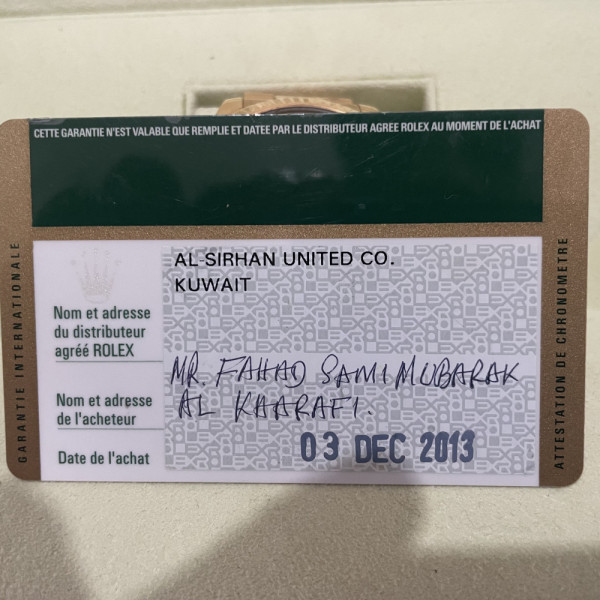 CETTE GARANTIE N'EST VALABLE QUE REMPLIE ET DATEE PAR LE DISTRIBUTEUR AGREE ROLEX AU MOMENT DE L'ACHAT
GARANTIE INTERNATIONALE
AL-SIRHAN UNITED CO.
KUWAIT
Nom et adresse
du distributeur
agréé ROLEX
MR. FAHAD SAMI MUBARAK
AL KHARAFI.
Nom et adresse
de l'acheteur
Date de l'achat
03 DEC 2013
ATTESTATION DE CHRONOMETRE